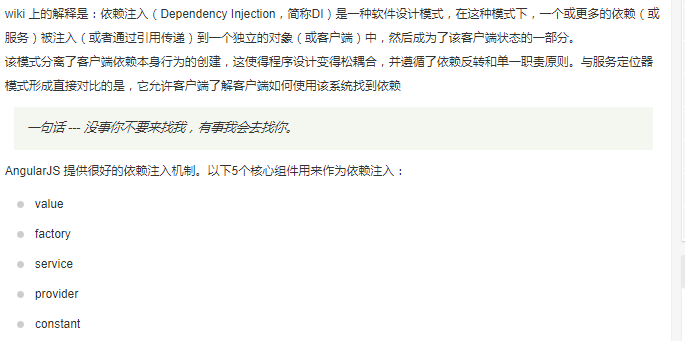 wiki 上的解释是：依赖注入（Dependency Injection，简称DI）是一种软件设计模式，在这种模式下，一个或更多的依赖（或
服务）被注入（或者通过引用传递）到一个独立的对象（或客户端）中，然后成为了该客户端状态的一部分。
该模式分离了客户端依赖本身行为的创建，这使得程序设计变得松耦合，并遵循了依赖反转和单一职责原则。与服务定位器
模式形成直接对比的是，它允许客户端了解客户端如何使用该系统找到依赖
一句话 --- 没事你不要来找我，有事我会去找你。
AngularJS 提供很好的依赖注入机制。以下5个核心组件用来作为依赖注入：
value
factory
service
provider
constant